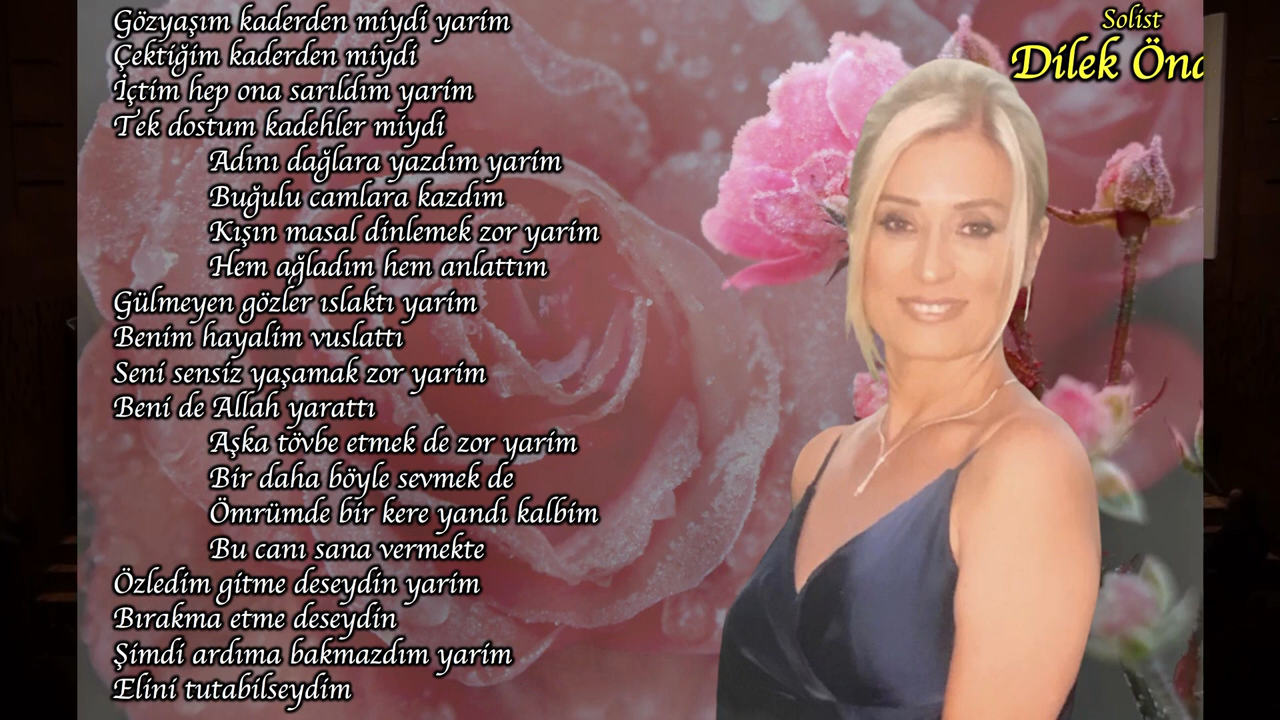 Gözyaşım kaderden miydi yarim
Çektiğim kaderden miydi
İçtim hep ona sarıldım yarim
Tek dostum kadehler miydi
Adını dağlara yazdım yarim
Buğulu camlara kazdım
Kışın masal dinlemek zor yarim
Hem ağladım hem anlattım
Gülmeyen gözler ıslaktı yarim
Benim hayalim vuslattı
Seni sensiz yaşamak zor yarim
Beni de Allah yarattı
Aşka tövbe etmek de zor yarim
Bir daha böyle sevmek de
Ömrümde bir kere yandı kalbim
Bu canı sana vermekte
Özledim gitme deseydin yarim
Bırakma etme deseydin
Şimdi ardıma bakmazdım yarim
Elini tutabilseydim
Solist
Dilek